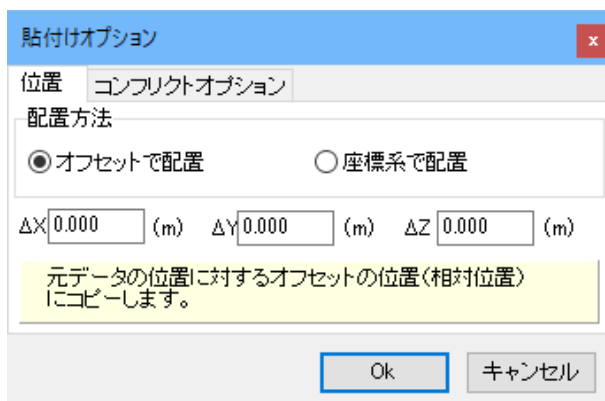 貼付けオプション
x
位置 コンフリクトオプション
配置方法
オフセットで配置 座標系で配置
ΔX 0.000 (m) ΔY 0.000 (m) ΔZ 0.000 (m)
元データの位置に対するオフセットの位置(相対位置)
にコピーします。
Ok キャンセル